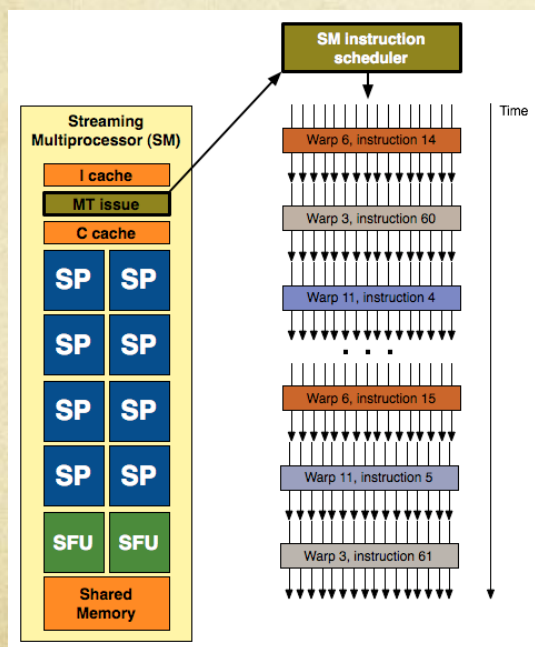 SM instruction
scheduler
Time
Streaming
Multiprocessor (SM)
I cache
MT issue
C cache
SP SP
SP SP
SP SP
SP SP
SFU SFU
Shared
Memory
Warp 6, instruction 14
Warp 3, instruction 60
Warp 11, instruction 4
. . .
Warp 6, instruction 15
Warp 11, instruction 5
Warp 3, instruction 61